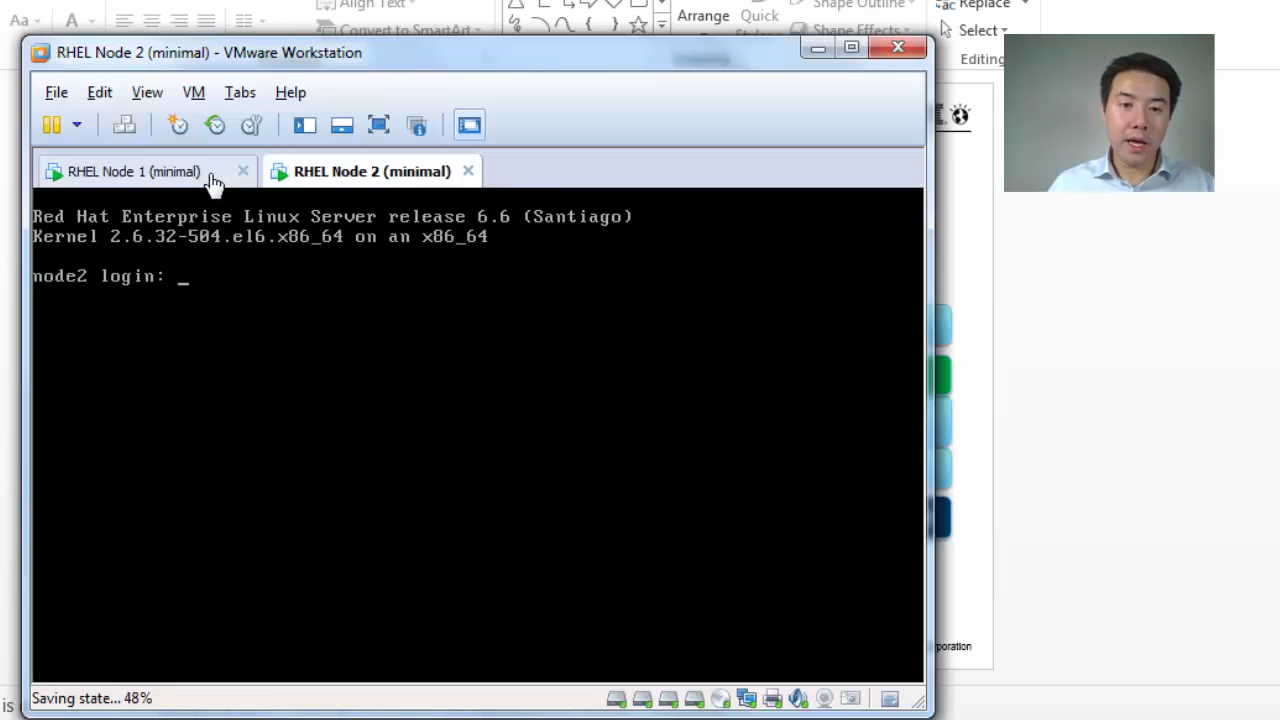 Aa
A
Align Text
Convert to SmartArt
Arrange
Quick
Shape Outline
Shape Effects
Replace
Select
Editing
RHEL Node 2 (minimal) - VMware Workstation
File Edit View VM Tabs Help
RHEL Node 1 (minimal)
RHEL Node 2 (minimal)
Red Hat Enterprise Linux Server release 6.6 (Santiago)
Kernel 2.6.32-504.el6.x86_64 on an x86_64
node2 login: _
poration
Saving state... 48%
is